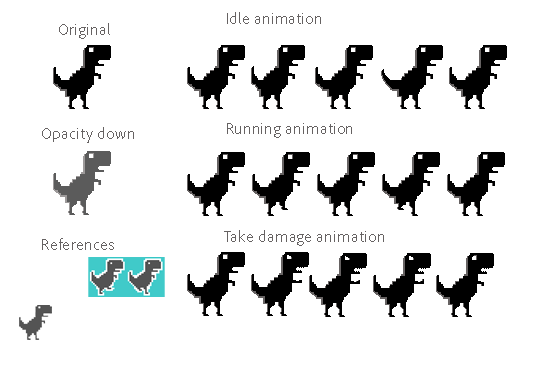 Original
Idle animation
Opacity down
Running animation
References
Take damage animation